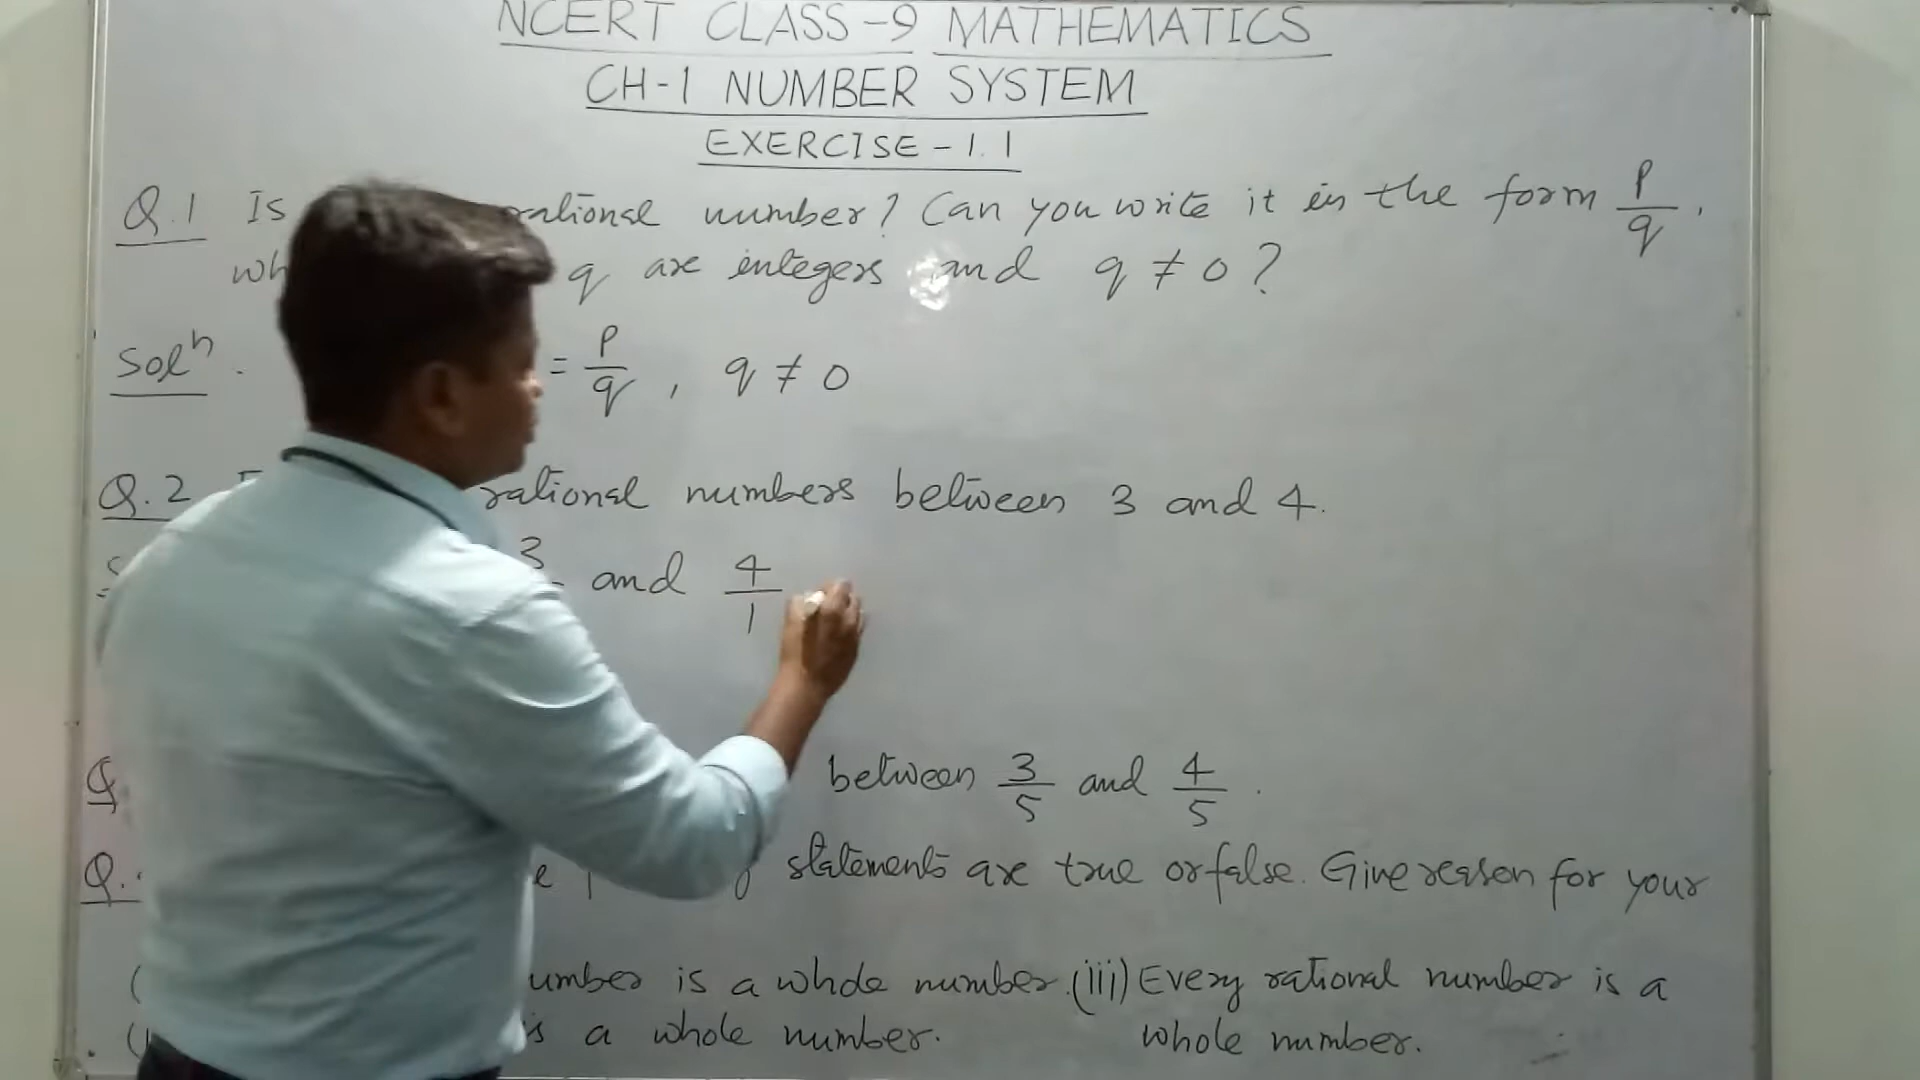 NCERT CLASS-9 MATHEMATICS
CH-1 NUMBER SYSTEM
EXERCISE-1.1
Q.1 Is rational number? Can you write it in the form p/q,
q are integers and q ≠ 0?
Solⁿ. = p/q, q ≠ 0
Q.2 rational numbers between 3 and 4.
3 and 4/1
between 3/5 and 4/5.
Q. statements are true or false. Give reason for your
is a whole number. (iii) Every rational number is a
is a whole number. whole number.